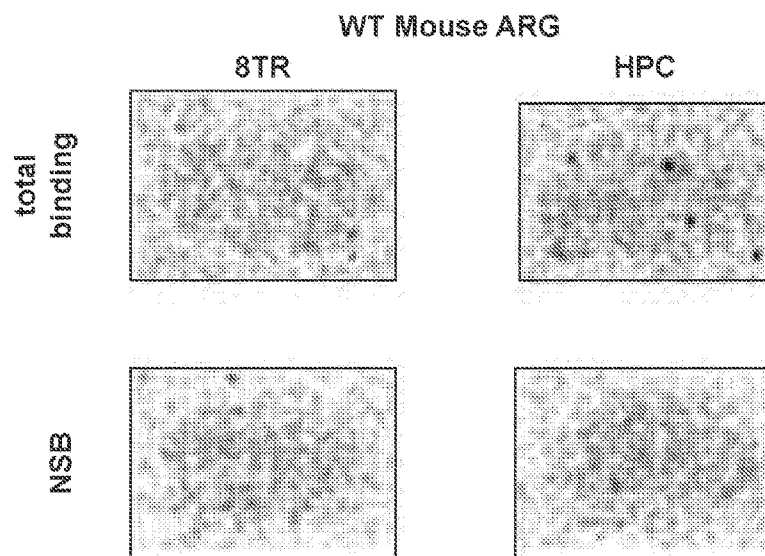 WT Mouse ARG
8TR
HPC
total
binding
NSB